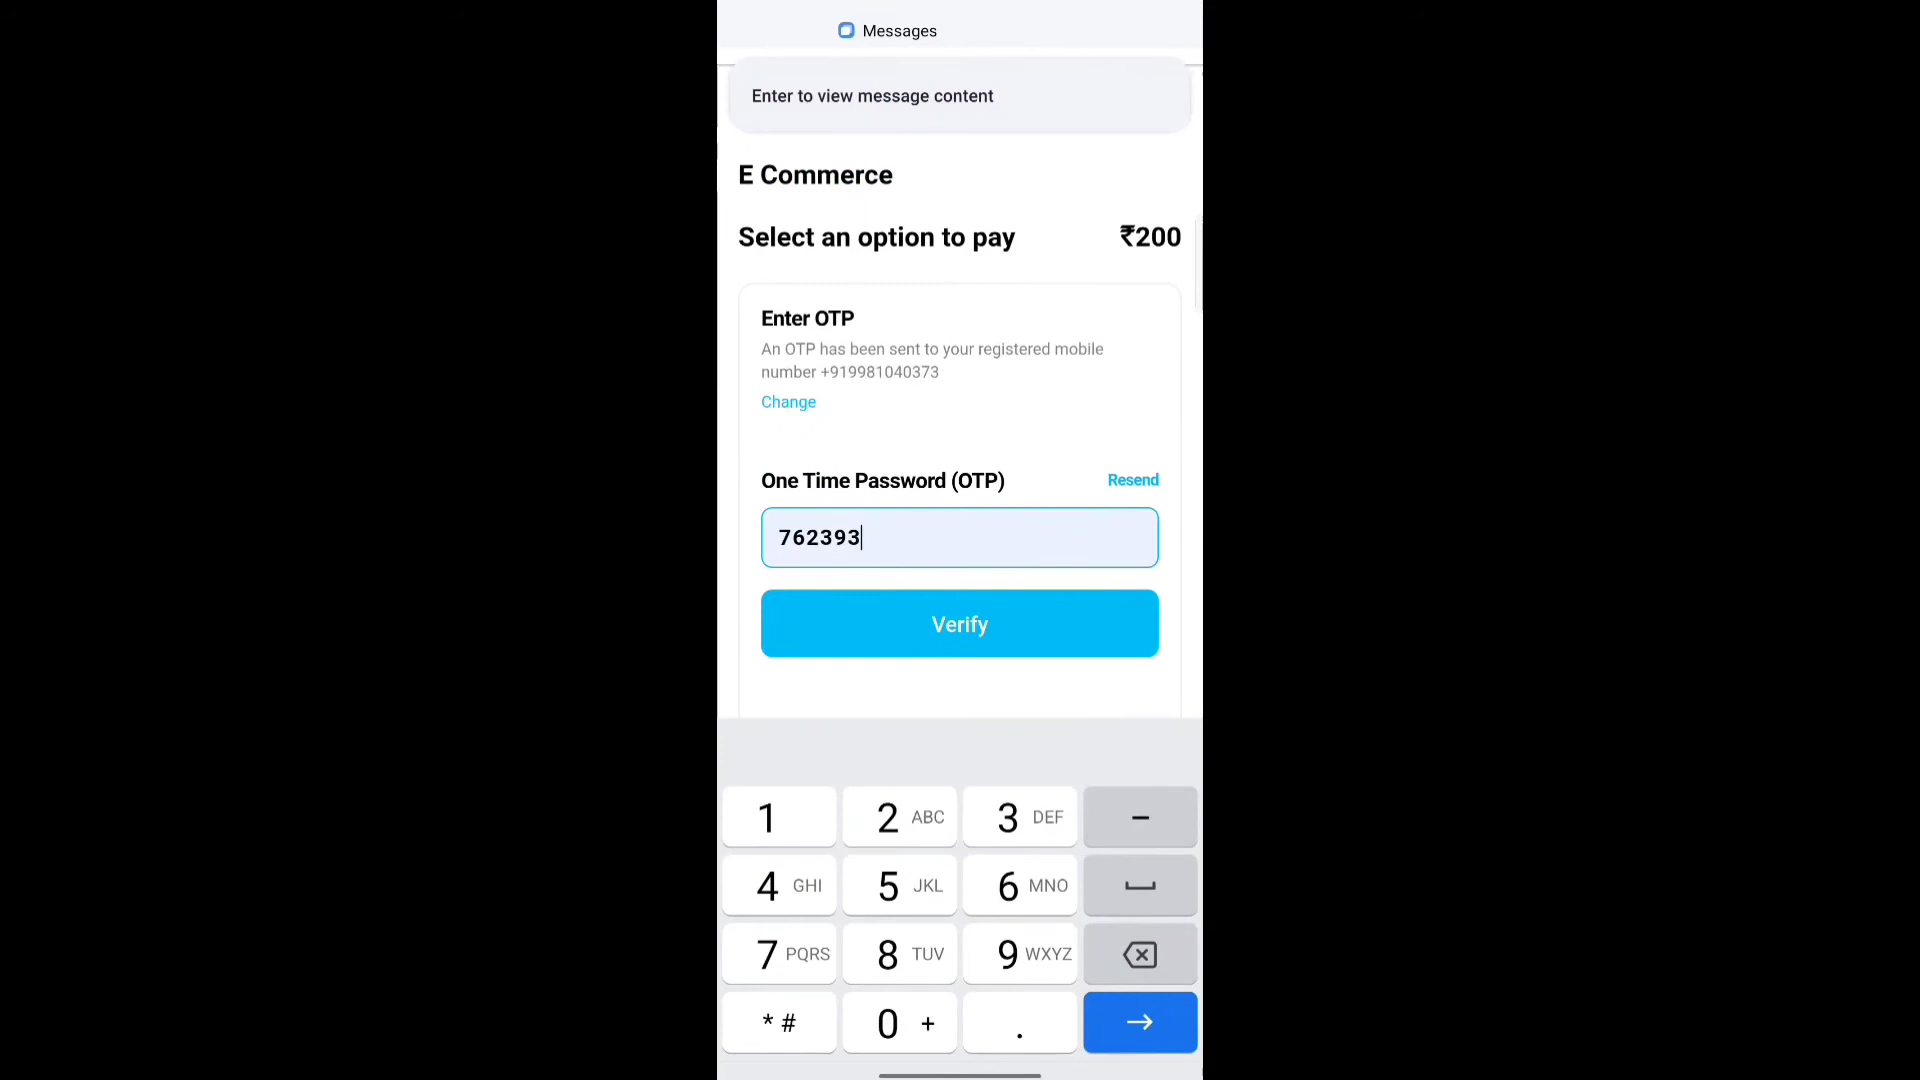 Messages
Enter to view message content
E Commerce
Select an option to pay ₹200
Enter OTP
An OTP has been sent to your registered mobile
number +919981040373
Change
One Time Password (OTP) Resend
762393
Verify
1 2 ABC 3 DEF –
4 GHI 5 JKL 6 MNO
7 PQRS 8 TUV 9 WXYZ
* # 0 + .